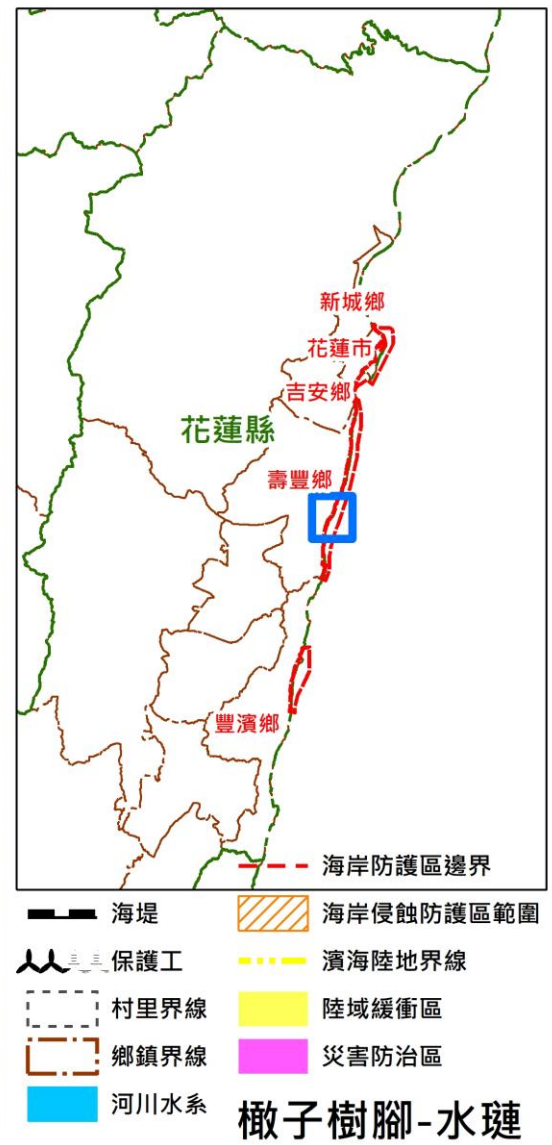 新城鄉
花蓮市
吉安鄉
花蓮縣
壽豐鄉
豐濱鄉
海岸防護區邊界
海堤
海岸侵蝕防護區範圍
保護工
濱海陸地界線
村里界線
陸域緩衝區
鄉鎮界線
災害防治區
河川水系
橄子樹腳-水璉